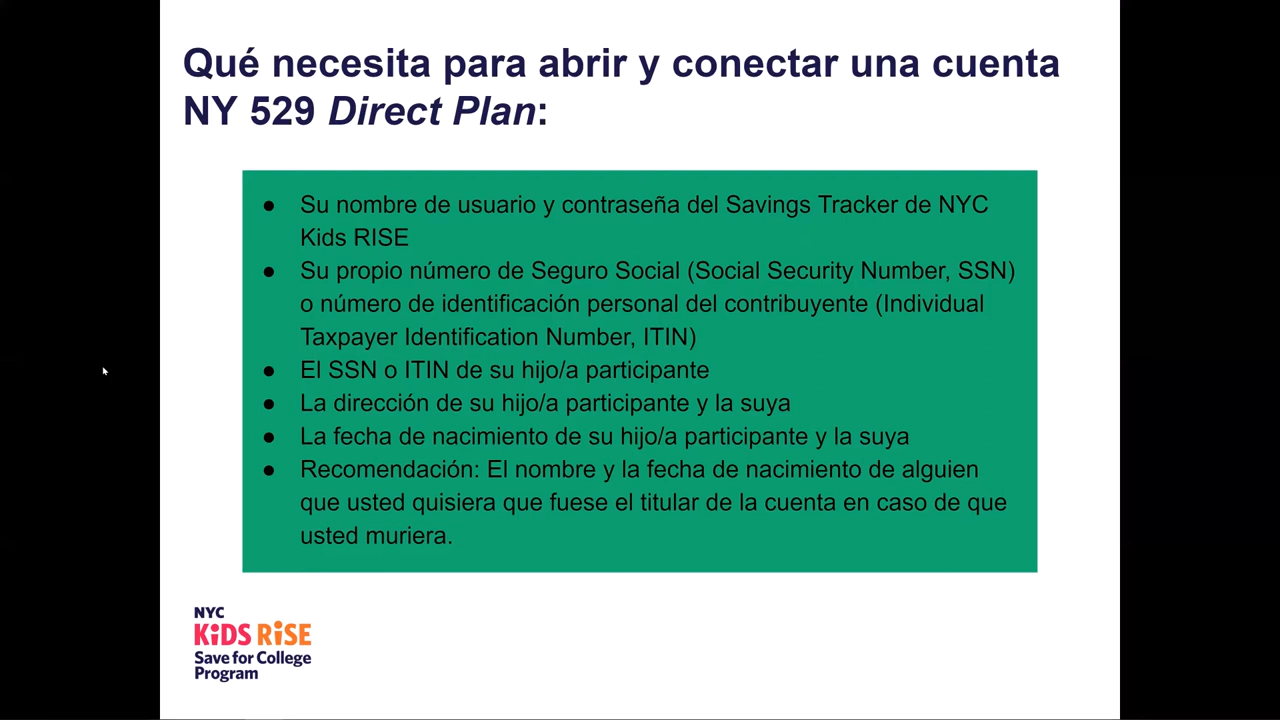 Qué necesita para abrir y conectar una cuenta
NY 529 Direct Plan:
● Su nombre de usuario y contraseña del Savings Tracker de NYC
Kids RISE
● Su propio número de Seguro Social (Social Security Number, SSN)
o número de identificación personal del contribuyente (Individual
Taxpayer Identification Number, ITIN)
● El SSN o ITIN de su hijo/a participante
● La dirección de su hijo/a participante y la suya
● La fecha de nacimiento de su hijo/a participante y la suya
● Recomendación: El nombre y la fecha de nacimiento de alguien
que usted quisiera que fuese el titular de la cuenta en caso de que
usted muriera.
NYC
KiDS RiSE
Save for College
Program